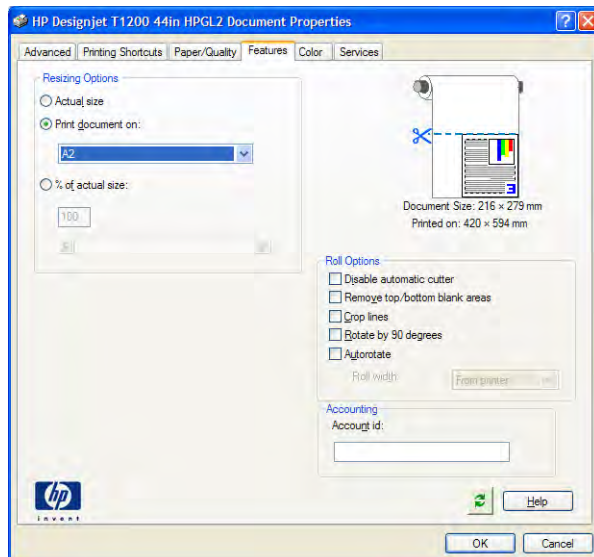 HP Designjet T1200 44in HPGL2 Document Properties
Advanced Printing Shortcuts Paper/Quality Features Color Services
Resizing Options
Actual size
Print document on:
A2
% of actual size:
100
Document Size: 216 × 279 mm
Printed on: 420 × 594 mm
Roll Options
Disable automatic cutter
Remove top/bottom blank areas
Crop lines
Rotate by 90 degrees
Autorotate
Roll width: From printer
Accounting
Account id:
hp
invent
Help
OK Cancel